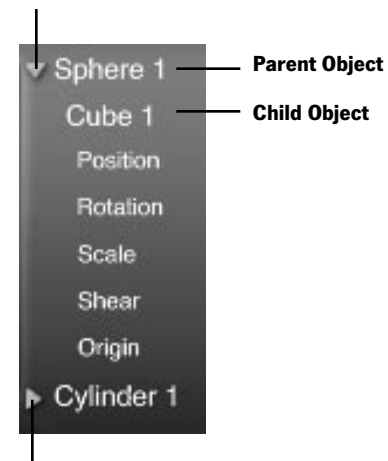 Sphere 1
Parent Object
Cube 1
Child Object
Position
Rotation
Scale
Shear
Origin
Cylinder 1